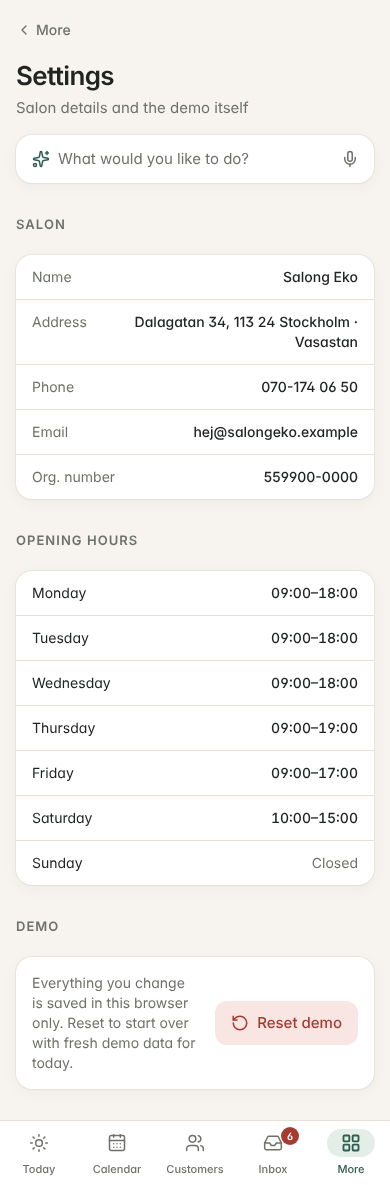 More
Settings
Salon details and the demo itself
What would you like to do?
SALON
Name Salong Eko
Address Dalagatan 34, 113 24 Stockholm ·
Vasastan
Phone 070-174 06 50
Email hej@salongeko.example
Org. number 559900-0000
OPENING HOURS
Monday 09:00–18:00
Tuesday 09:00–18:00
Wednesday 09:00–18:00
Thursday 09:00–19:00
Friday 09:00–17:00
Saturday 10:00–15:00
Sunday Closed
DEMO
Everything you change
is saved in this browser
only. Reset to start over
with fresh demo data for
today.
Reset demo
6
Today Calendar Customers Inbox More